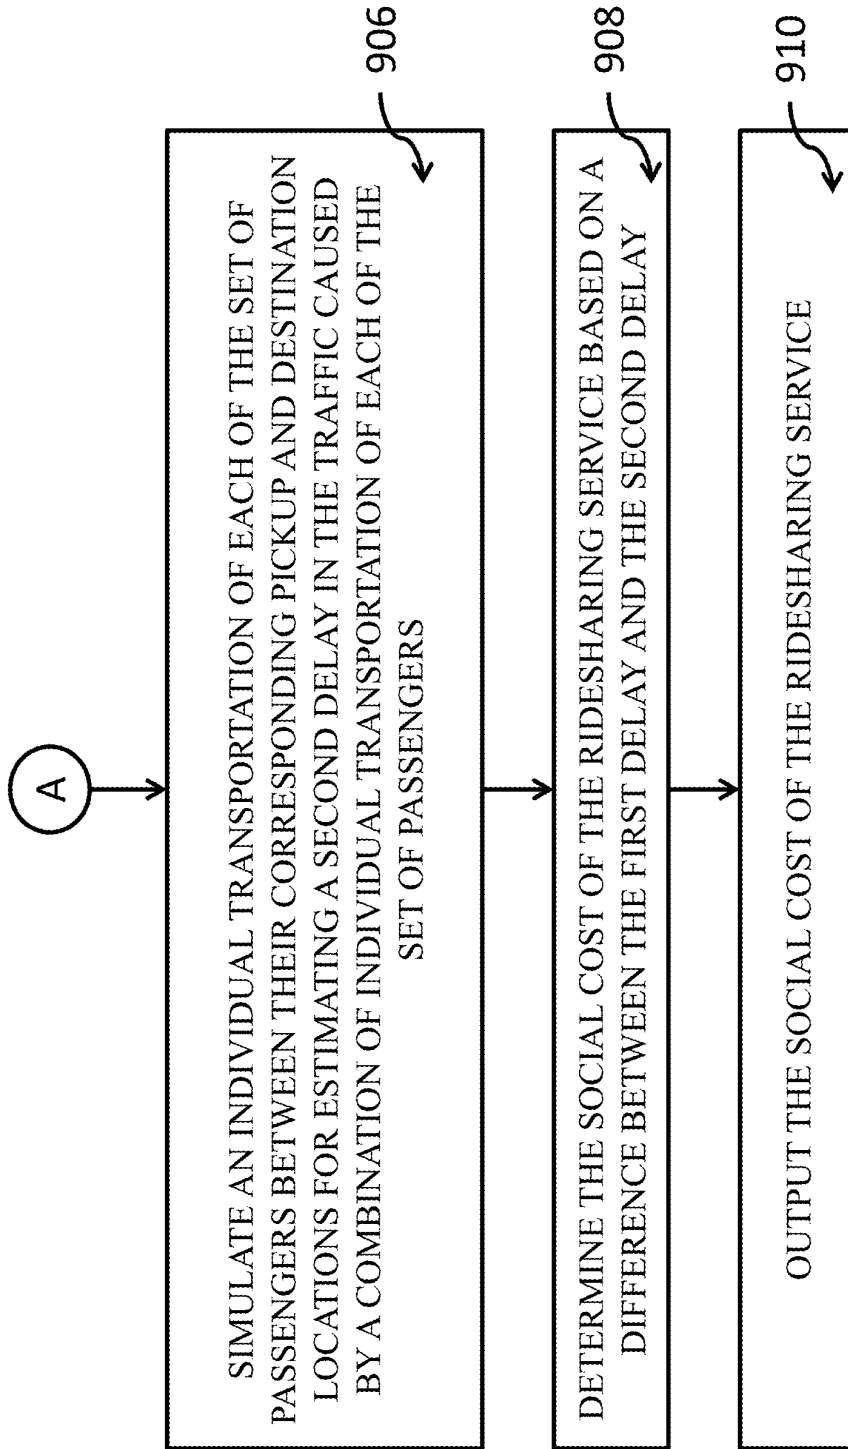 A
SIMULATE AN INDIVIDUAL TRANSPORTATION OF EACH OF THE SET OF
PASSENGERS BETWEEN THEIR CORRESPONDING PICKUP AND DESTINATION
LOCATIONS FOR ESTIMATING A SECOND DELAY IN THE TRAFFIC CAUSED
BY A COMBINATION OF INDIVIDUAL TRANSPORTATION OF EACH OF THE
SET OF PASSENGERS
906
DETERMINE THE SOCIAL COST OF THE RIDESHARING SERVICE BASED ON A
DIFFERENCE BETWEEN THE FIRST DELAY AND THE SECOND DELAY
908
OUTPUT THE SOCIAL COST OF THE RIDESHARING SERVICE
910